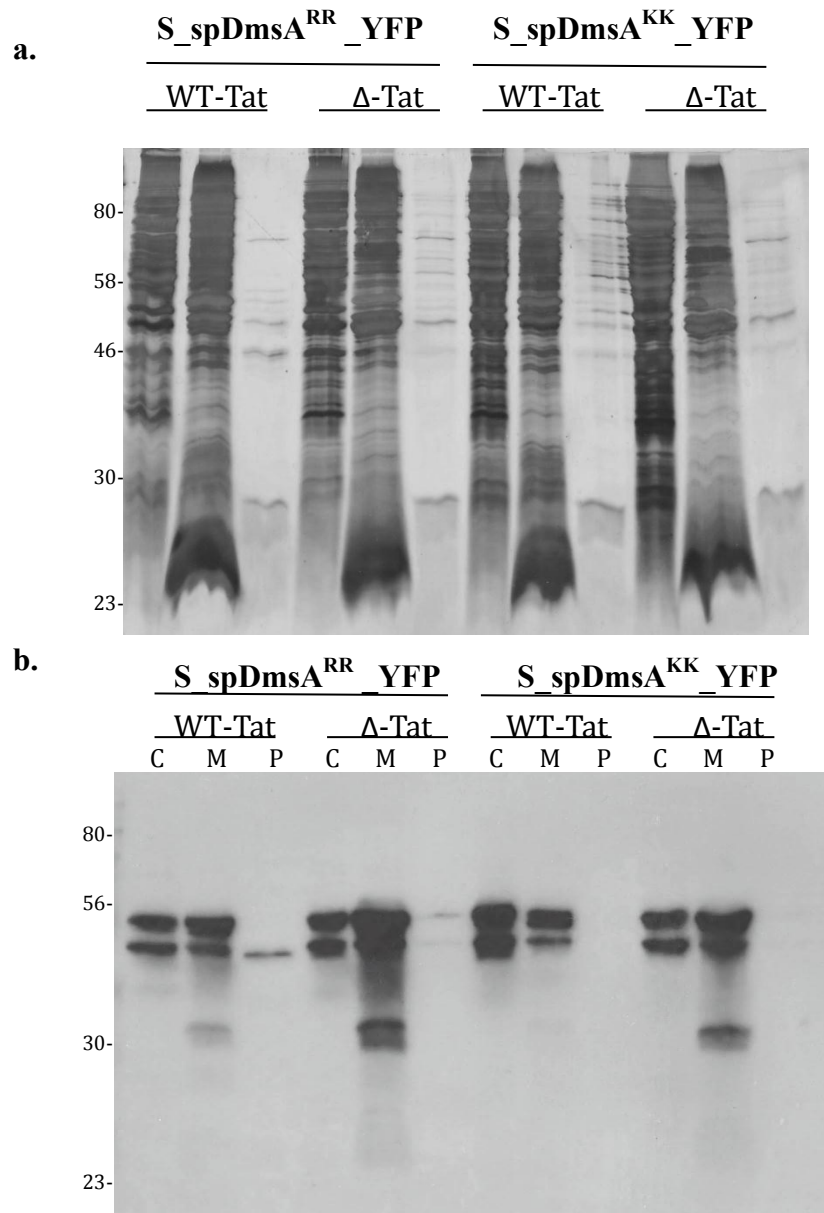 a.
S_spDmsA^RR_YFP S_spDmsA^KK_YFP
WT-Tat Δ-Tat WT-Tat Δ-Tat
80-
58-
46-
30-
23-
b.
S_spDmsA^RR_YFP S_spDmsA^KK_YFP
WT-Tat Δ-Tat WT-Tat Δ-Tat
C M P C M P C M P C M P
80-
56-
30-
23-